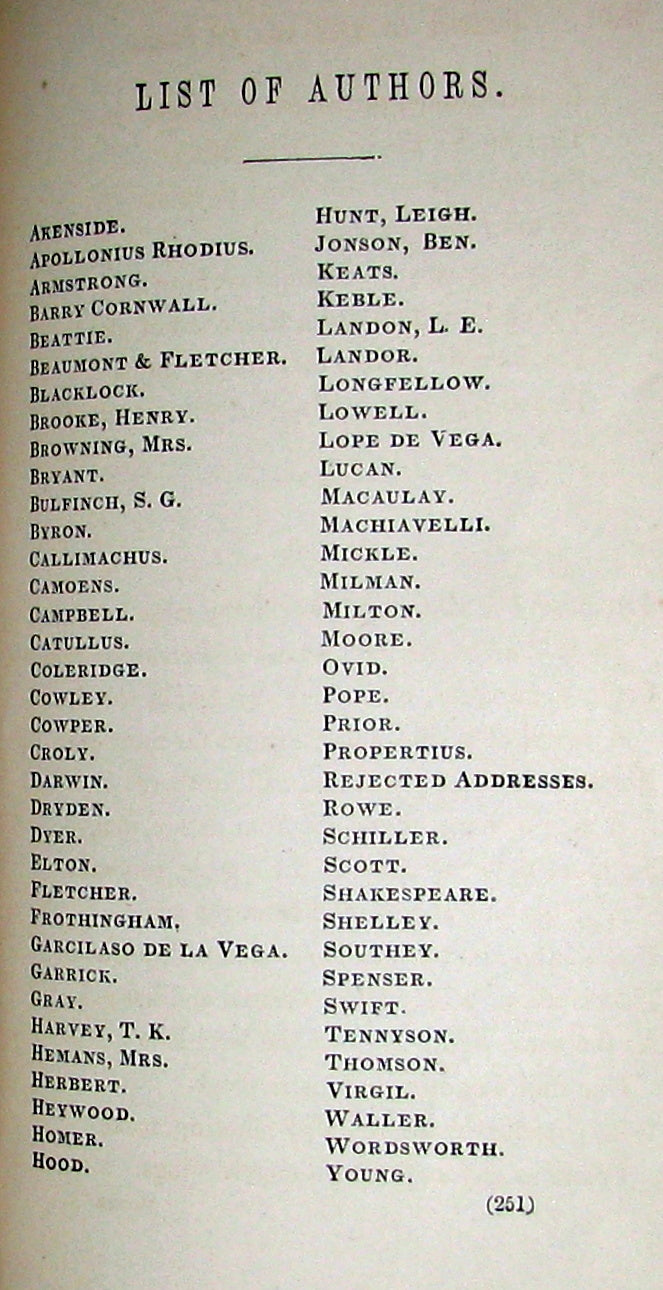 LIST OF AUTHORS.
AKENSIDE.
APOLLONIUS RHODIUS.
ARMSTRONG.
BARRY CORNWALL.
BEATTIE.
BEAUMONT & FLETCHER.
BLACKLOCK.
BROOKE, HENRY.
BROWNING, MRS.
BRYANT.
BULFINCH, S. G.
BYRON.
CALLIMACHUS.
CAMOENS.
CAMPBELL.
CATULLUS.
COLERIDGE.
COWLEY.
COWPER.
CROLY.
DARWIN.
DRYDEN.
DYER.
ELTON.
FLETCHER.
FROTHINGHAM.
GARCILASO DE LA VEGA.
GARRICK.
GRAY.
HARVEY, T. K.
HEMANS, MRS.
HERBERT.
HEYWOOD.
HOMER.
HOOD.
HUNT, LEIGH.
JONSON, BEN.
KEATS.
KEBLE.
LANDON, L. E.
LANDOR.
LONGFELLOW.
LOWELL.
LOPE DE VEGA.
LUCAN.
MACAULAY.
MACHIAVELLI.
MICKLE.
MILMAN.
MILTON.
MOORE.
OVID.
POPE.
PRIOR.
PROPERTIUS.
REJECTED ADDRESSES.
ROWE.
SCHILLER.
SCOTT.
SHAKESPEARE.
SHELLEY.
SOUTHEY.
SPENSER.
SWIFT.
TENNYSON.
THOMSON.
VIRGIL.
WALLER.
WORDSWORTH.
YOUNG.
(251)